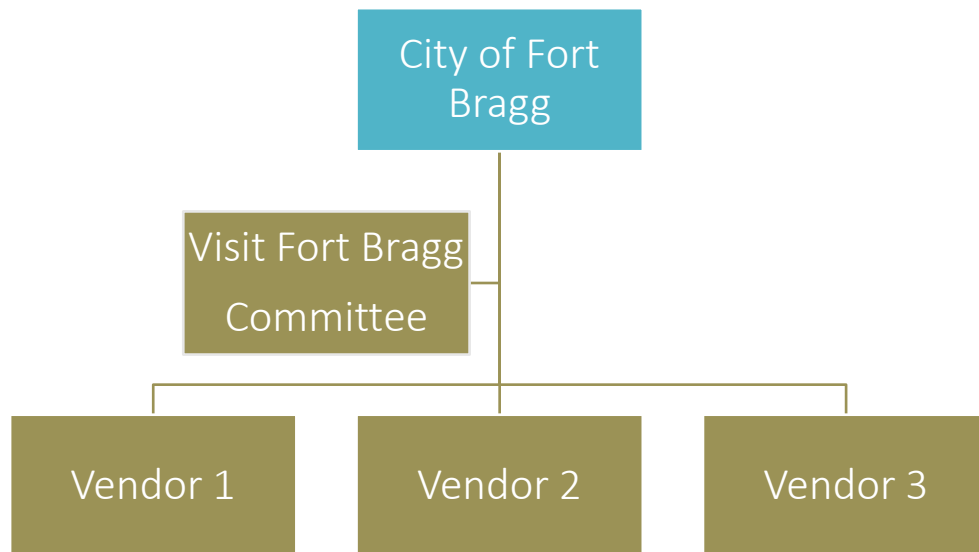 City of Fort
Bragg
Visit Fort Bragg
Committee
Vendor 1
Vendor 2
Vendor 3